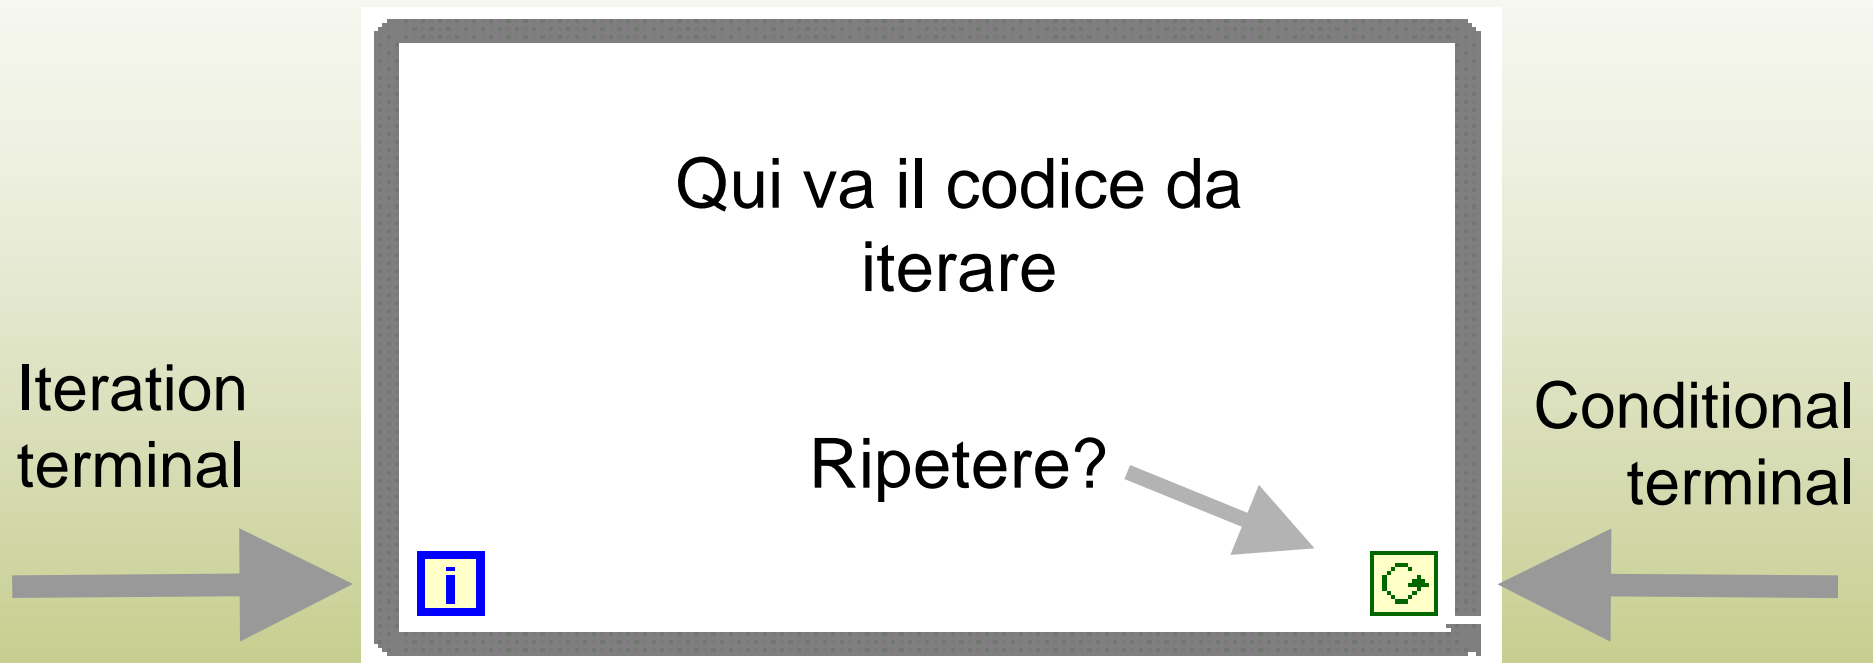 Qui va il codice da
iterare
Iteration
terminal
Ripetere?
Conditional
terminal
i